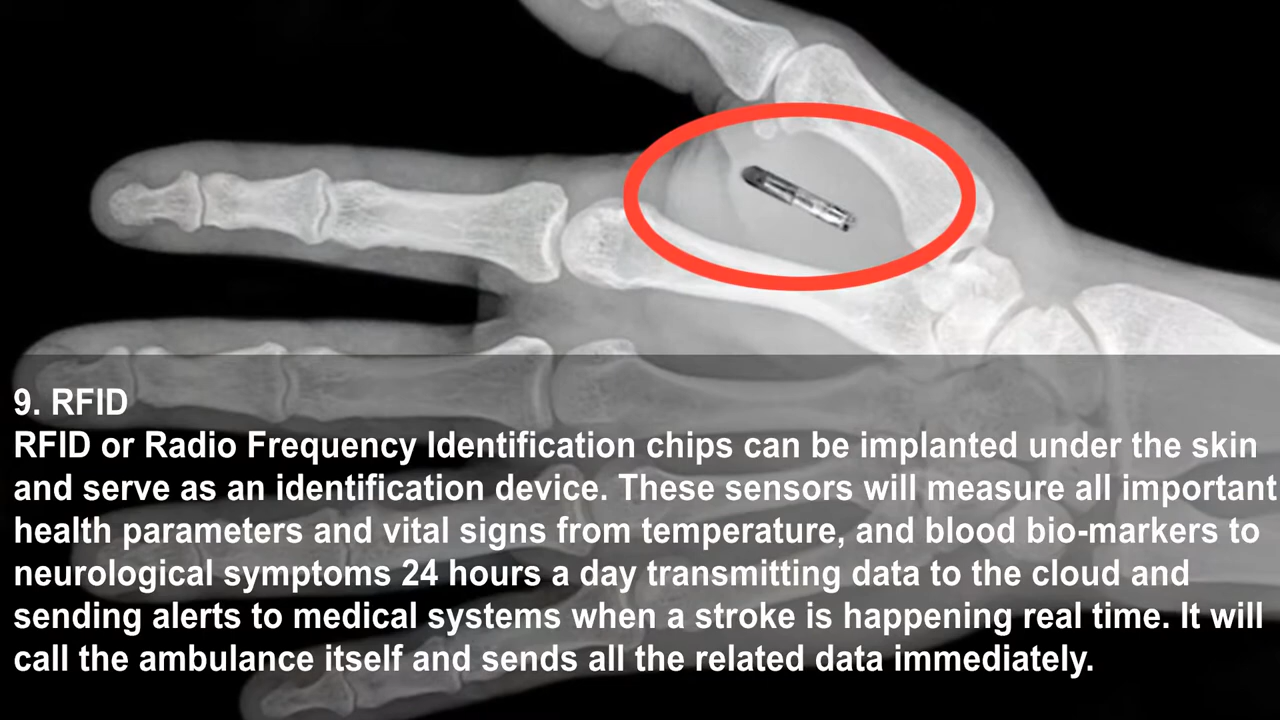 9. RFID
RFID or Radio Frequency Identification chips can be implanted under the skin
and serve as an identification device. These sensors will measure all important
health parameters and vital signs from temperature, and blood bio-markers to
neurological symptoms 24 hours a day transmitting data to the cloud and
sending alerts to medical systems when a stroke is happening real time. It will
call the ambulance itself and sends all the related data immediately.